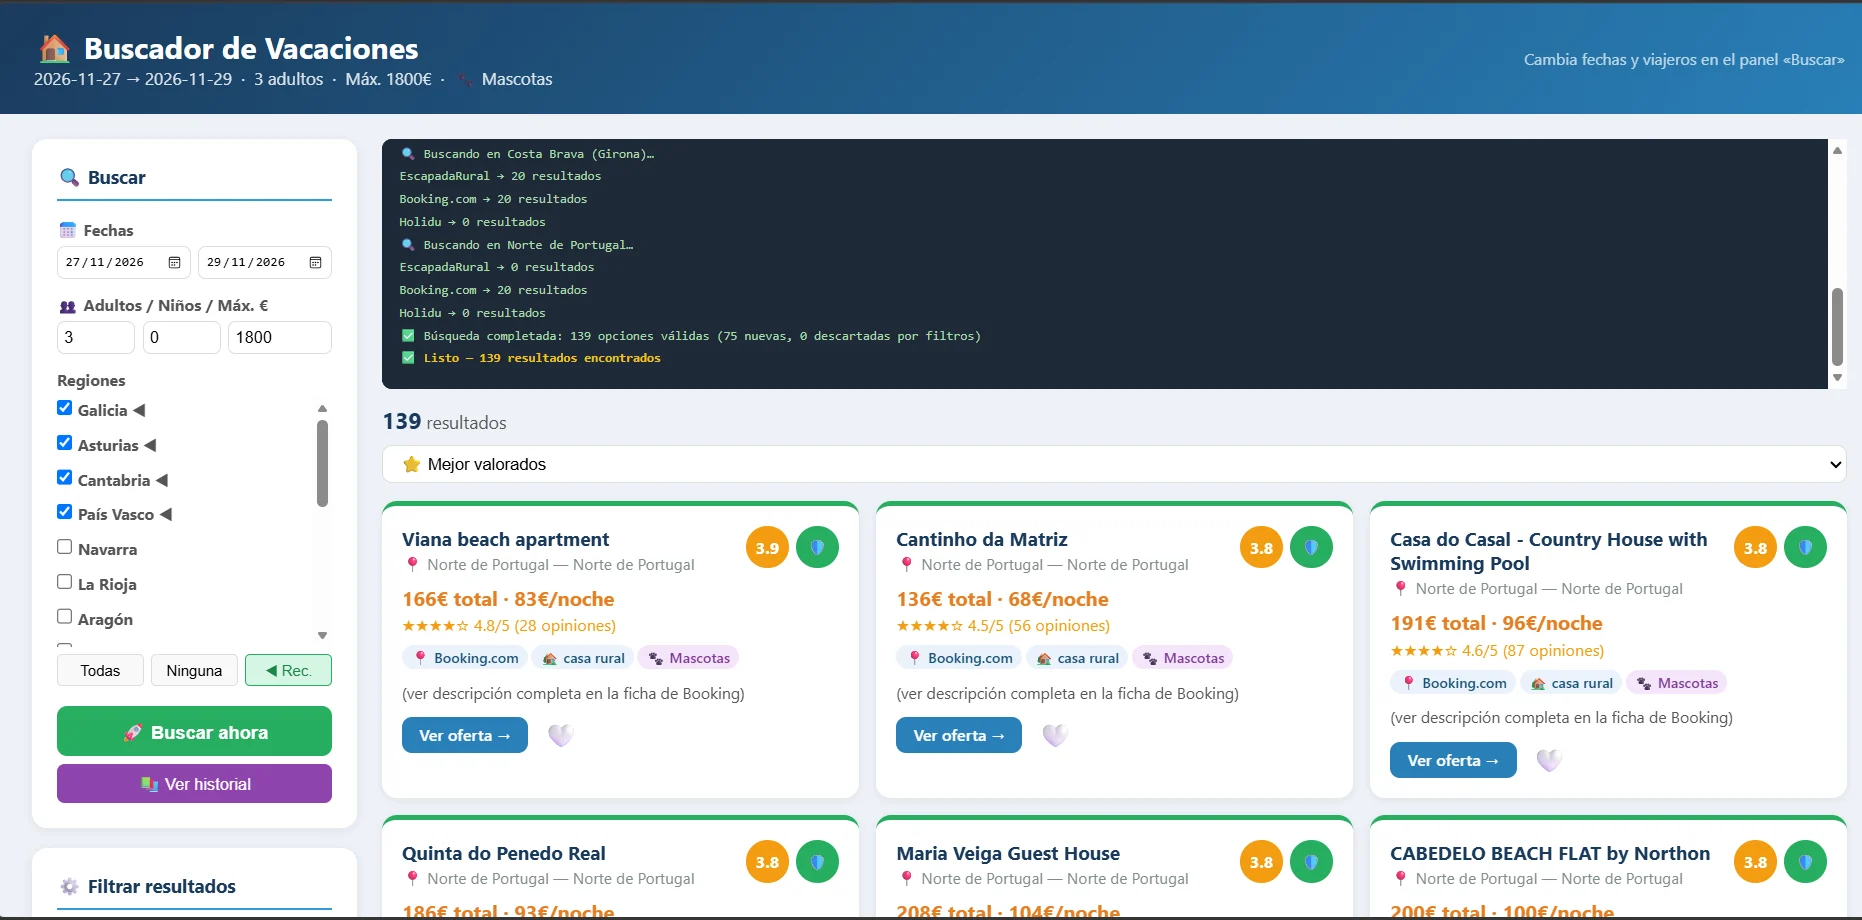 Buscador de Vacaciones
2026-11-27 → 2026-11-29 · 3 adultos · Máx. 1800€ · Mascotas
Cambia fechas y viajeros en el panel «Buscar»
Buscar
Fechas
27/11/2026
29/11/2026
Adultos / Niños / Máx. €
3
0
1800
Regiones
Galicia ◀
Asturias ◀
Cantabria ◀
País Vasco ◀
Navarra
La Rioja
Aragón
Todas
Ninguna
◀ Rec.
Buscar ahora
Ver historial
Filtrar resultados
Buscando en Costa Brava (Girona)…
EscapadaRural → 20 resultados
Booking.com → 20 resultados
Holidu → 0 resultados
Buscando en Norte de Portugal…
EscapadaRural → 0 resultados
Booking.com → 20 resultados
Holidu → 0 resultados
Búsqueda completada: 139 opciones válidas (75 nuevas, 0 descartadas por filtros)
Listo — 139 resultados encontrados
139 resultados
Mejor valorados
Viana beach apartment
3.9
Norte de Portugal — Norte de Portugal
166€ total · 83€/noche
★★★★☆ 4.8/5 (28 opiniones)
Booking.com
casa rural
Mascotas
(ver descripción completa en la ficha de Booking)
Ver oferta →
Cantinho da Matriz
3.8
Norte de Portugal — Norte de Portugal
136€ total · 68€/noche
★★★★☆ 4.5/5 (56 opiniones)
Booking.com
casa rural
Mascotas
(ver descripción completa en la ficha de Booking)
Ver oferta →
Casa do Casal - Country House with
Swimming Pool
3.8
Norte de Portugal — Norte de Portugal
191€ total · 96€/noche
★★★★☆ 4.6/5 (87 opiniones)
Booking.com
casa rural
Mascotas
(ver descripción completa en la ficha de Booking)
Ver oferta →
Quinta do Penedo Real
3.8
Norte de Portugal — Norte de Portugal
186€ total · 93€/noche
Maria Veiga Guest House
3.8
Norte de Portugal — Norte de Portugal
208€ total · 104€/noche
CABEDELO BEACH FLAT by Northon
3.8
Norte de Portugal — Norte de Portugal
200€ total · 100€/noche